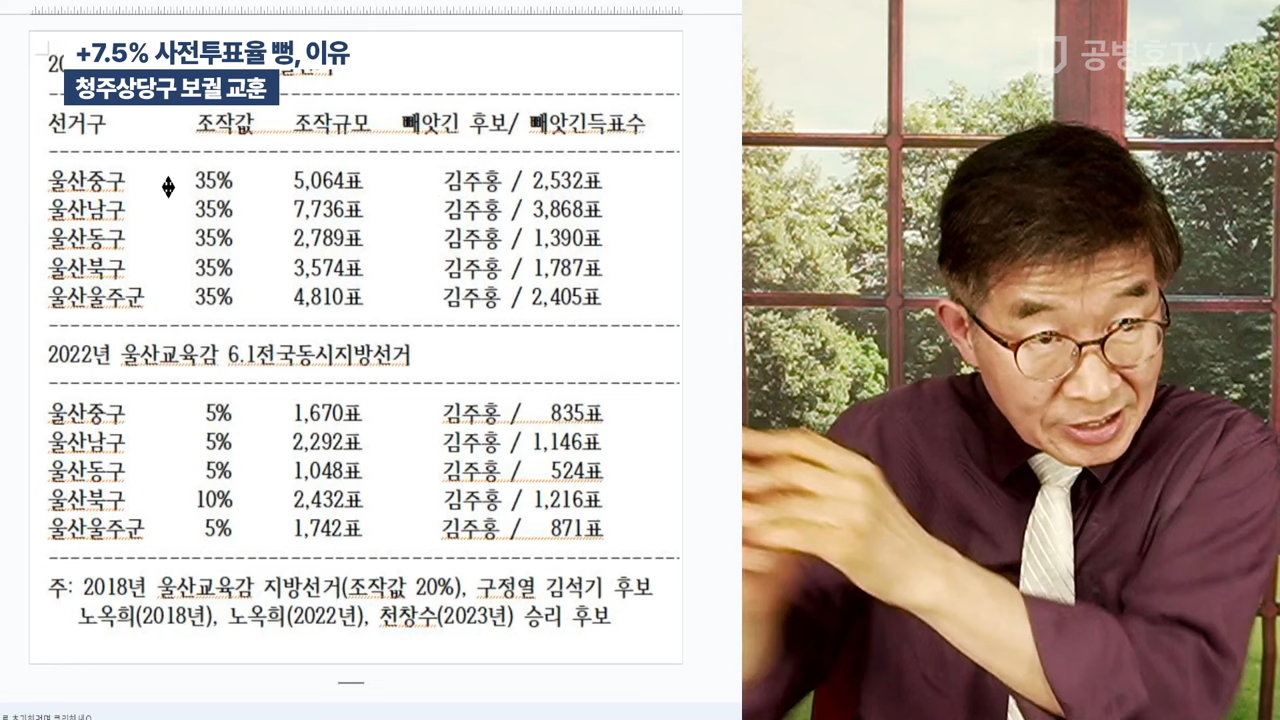 +7.5% 사전투표율 뻥, 이유
청주상당구 보궐 교훈
공병호TV
선거구 조작값 조작규모 빼앗긴 후보/ 빼앗긴득표수
울산중구 35% 5,064표 김주홍 / 2,532표
울산남구 35% 7,736표 김주홍 / 3,868표
울산동구 35% 2,789표 김주홍 / 1,390표
울산북구 35% 3,574표 김주홍 / 1,787표
울산울주군 35% 4,810표 김주홍 / 2,405표
2022년 울산교육감 6.1전국동시지방선거
울산중구 5% 1,670표 김주홍 / 835표
울산남구 5% 2,292표 김주홍 / 1,146표
울산동구 5% 1,048표 김주홍 / 524표
울산북구 10% 2,432표 김주홍 / 1,216표
울산울주군 5% 1,742표 김주홍 / 871표
주: 2018년 울산교육감 지방선거(조작값 20%), 구정열 김석기 후보
노옥희(2018년), 노옥희(2022년), 천창수(2023년) 승리 후보